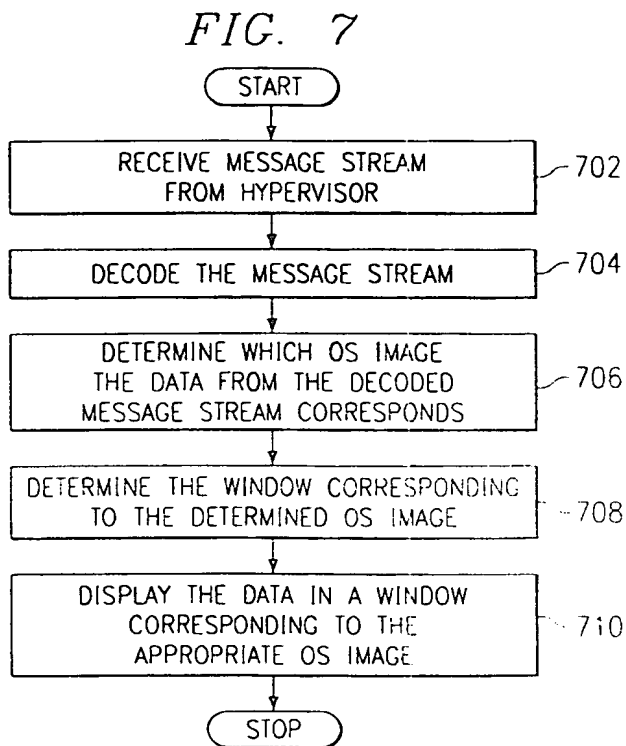 FIG. 7
START
RECEIVE MESSAGE STREAM
FROM HYPERVISOR
702
DECODE THE MESSAGE STREAM
704
DETERMINE WHICH OS IMAGE
THE DATA FROM THE DECODED
MESSAGE STREAM CORRESPONDS
706
DETERMINE THE WINDOW CORRESPONDING
TO THE DETERMINED OS IMAGE
708
DISPLAY THE DATA IN A WINDOW
CORRESPONDING TO THE
APPROPRIATE OS IMAGE
710
STOP